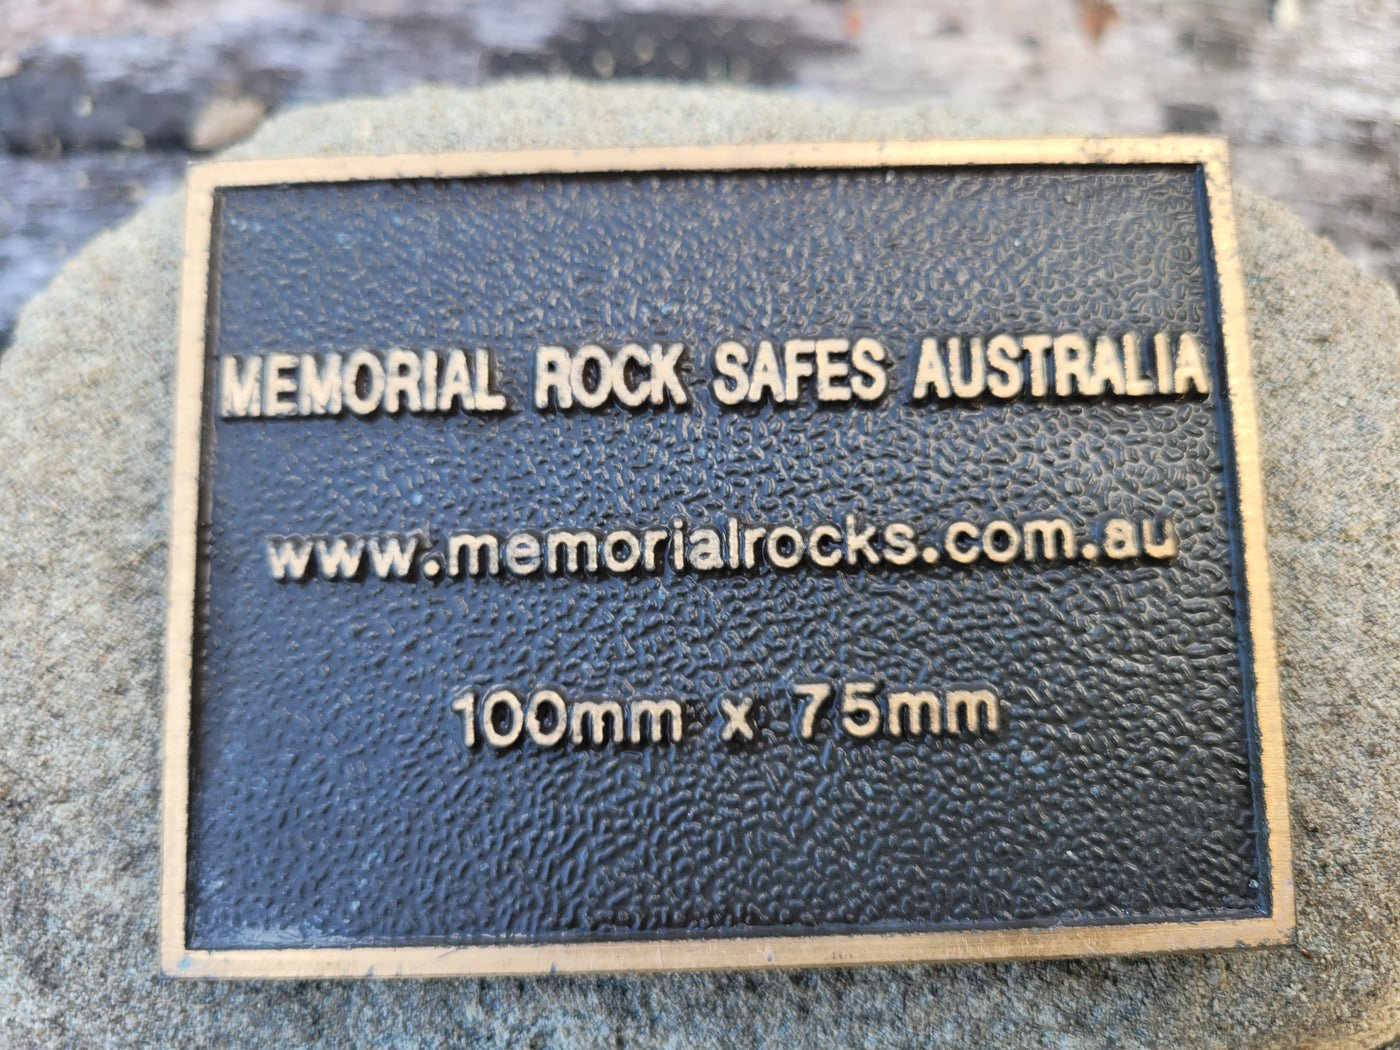 MEMORIAL ROCK SAFES AUSTRALIA
www.memorialrocks.com.au
100mm x 75mm